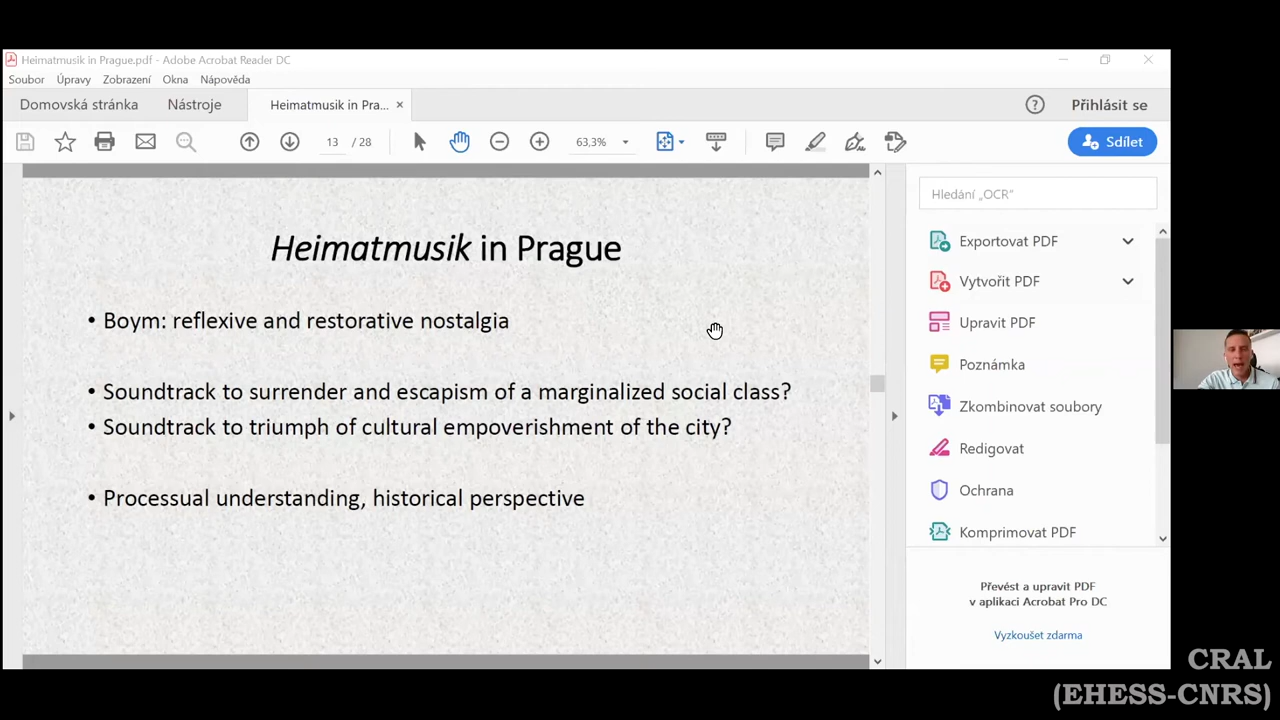 Heimatmusik in Prague.pdf - Adobe Acrobat Reader DC
Soubor Úpravy Zobrazení Okna Nápověda
Domovská stránka Nástroje Heimatmusik in Pra... × Přihlásit se
13 / 28 63,3% Sdílet
Hledání „OCR“
Heimatmusik in Prague
• Boym: reflexive and restorative nostalgia
• Soundtrack to surrender and escapism of a marginalized social class?
• Soundtrack to triumph of cultural empoverishment of the city?
• Processual understanding, historical perspective
Exportovat PDF
Vytvořit PDF
Upravit PDF
Poznámka
Zkombinovat soubory
Redigovat
Ochrana
Komprimovat PDF
Převést a upravit PDF
v aplikaci Acrobat Pro DC
Vyzkoušet zdarma
CRAL
(EHESS-CNRS)